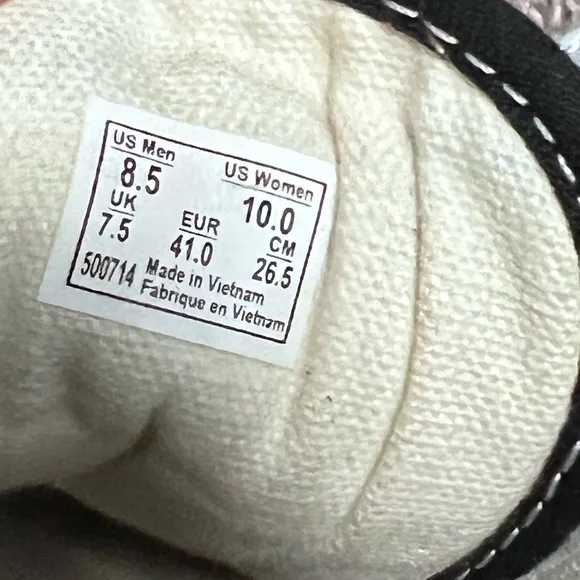 US Men US Women
8.5 10.0
UK EUR CM
7.5 41.0 26.5
500714 Made in Vietnam
Fabrique en Vietnam